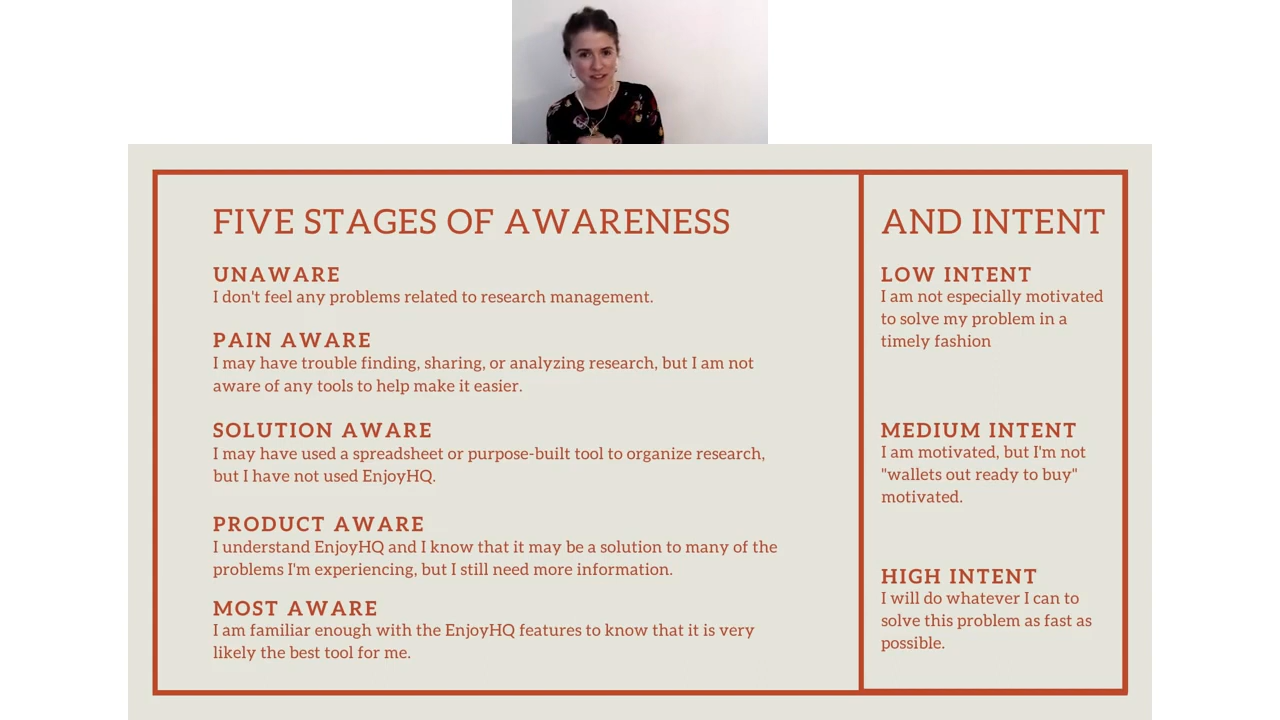 FIVE STAGES OF AWARENESS
UNAWARE
I don't feel any problems related to research management.
PAIN AWARE
I may have trouble finding, sharing, or analyzing research, but I am not
aware of any tools to help make it easier.
SOLUTION AWARE
I may have used a spreadsheet or purpose-built tool to organize research,
but I have not used EnjoyHQ.
PRODUCT AWARE
I understand EnjoyHQ and I know that it may be a solution to many of the
problems I'm experiencing, but I still need more information.
MOST AWARE
I am familiar enough with the EnjoyHQ features to know that it is very
likely the best tool for me.
AND INTENT
LOW INTENT
I am not especially motivated
to solve my problem in a
timely fashion
MEDIUM INTENT
I am motivated, but I'm not
"wallets out ready to buy"
motivated.
HIGH INTENT
I will do whatever I can to
solve this problem as fast as
possible.